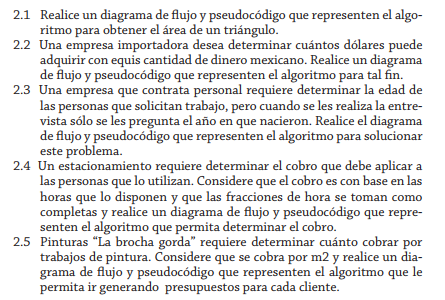 2.1 Realice un diagrama de flujo y pseudocódigo que representen el algo-
ritmo para obtener el área de un triángulo.
2.2 Una empresa importadora desea determinar cuántos dólares puede
adquirir con equis cantidad de dinero mexicano. Realice un diagrama
de flujo y pseudocódigo que representen el algoritmo para tal fin.
2.3 Una empresa que contrata personal requiere determinar la edad de
las personas que solicitan trabajo, pero cuando se les realiza la entre-
vista sólo se les pregunta el año en que nacieron. Realice el diagrama
de flujo y pseudocódigo que representen el algoritmo para solucionar
este problema.
2.4 Un estacionamiento requiere determinar el cobro que debe aplicar a
las personas que lo utilizan. Considere que el cobro es con base en las
horas que lo disponen y que las fracciones de hora se toman como
completas y realice un diagrama de flujo y pseudocódigo que repre-
senten el algoritmo que permita determinar el cobro.
2.5 Pinturas “La brocha gorda” requiere determinar cuánto cobrar por
trabajos de pintura. Considere que se cobra por m2 y realice un dia-
grama de flujo y pseudocódigo que representen el algoritmo que le
permita ir generando presupuestos para cada cliente.